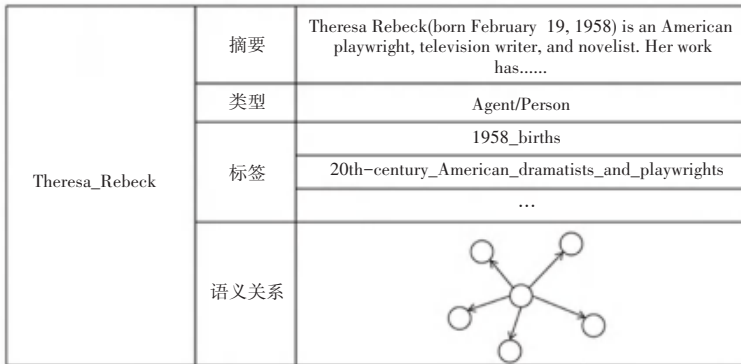 摘要
Theresa Rebeck(born February 19, 1958) is an American
playwright, television writer, and novelist. Her work
has......
类型
Agent/Person
Theresa_Rebeck
标签
1958_births
20th-century_American_dramatists_and_playwrights
...
语义关系